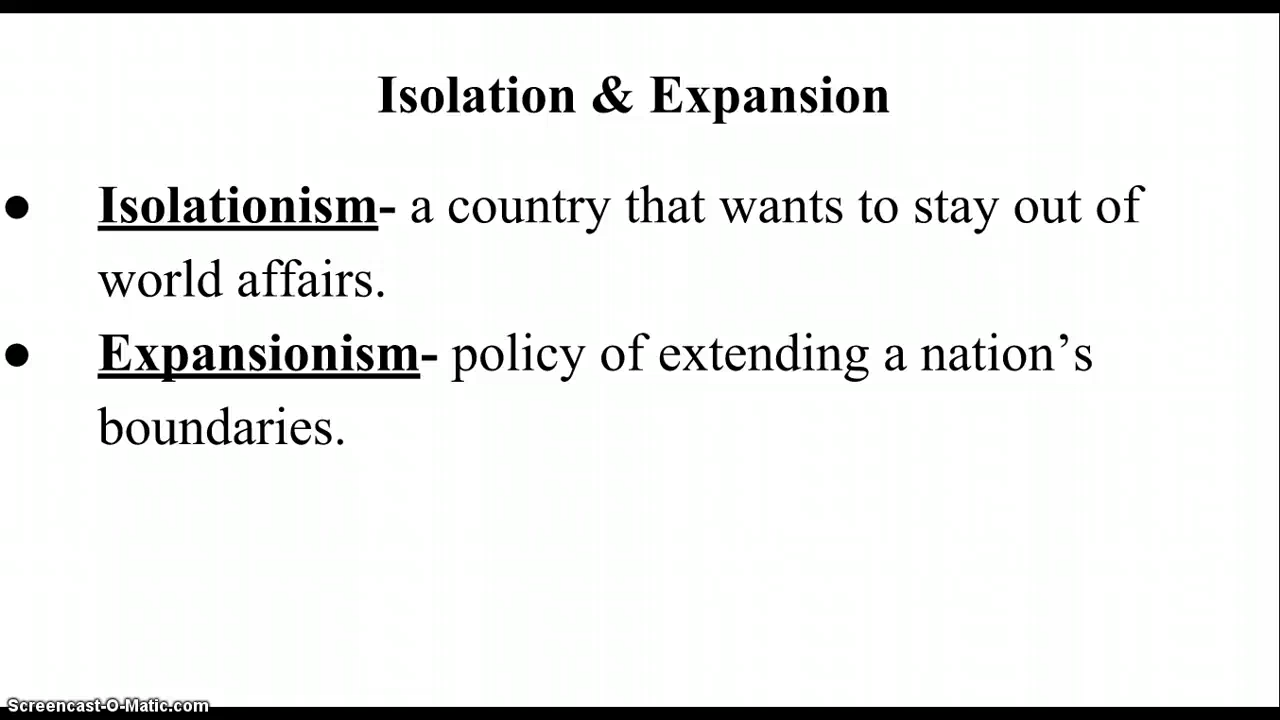 Isolation & Expansion
● Isolationism- a country that wants to stay out of
world affairs.
● Expansionism- policy of extending a nation’s
boundaries.
Screencast-O-Matic.com